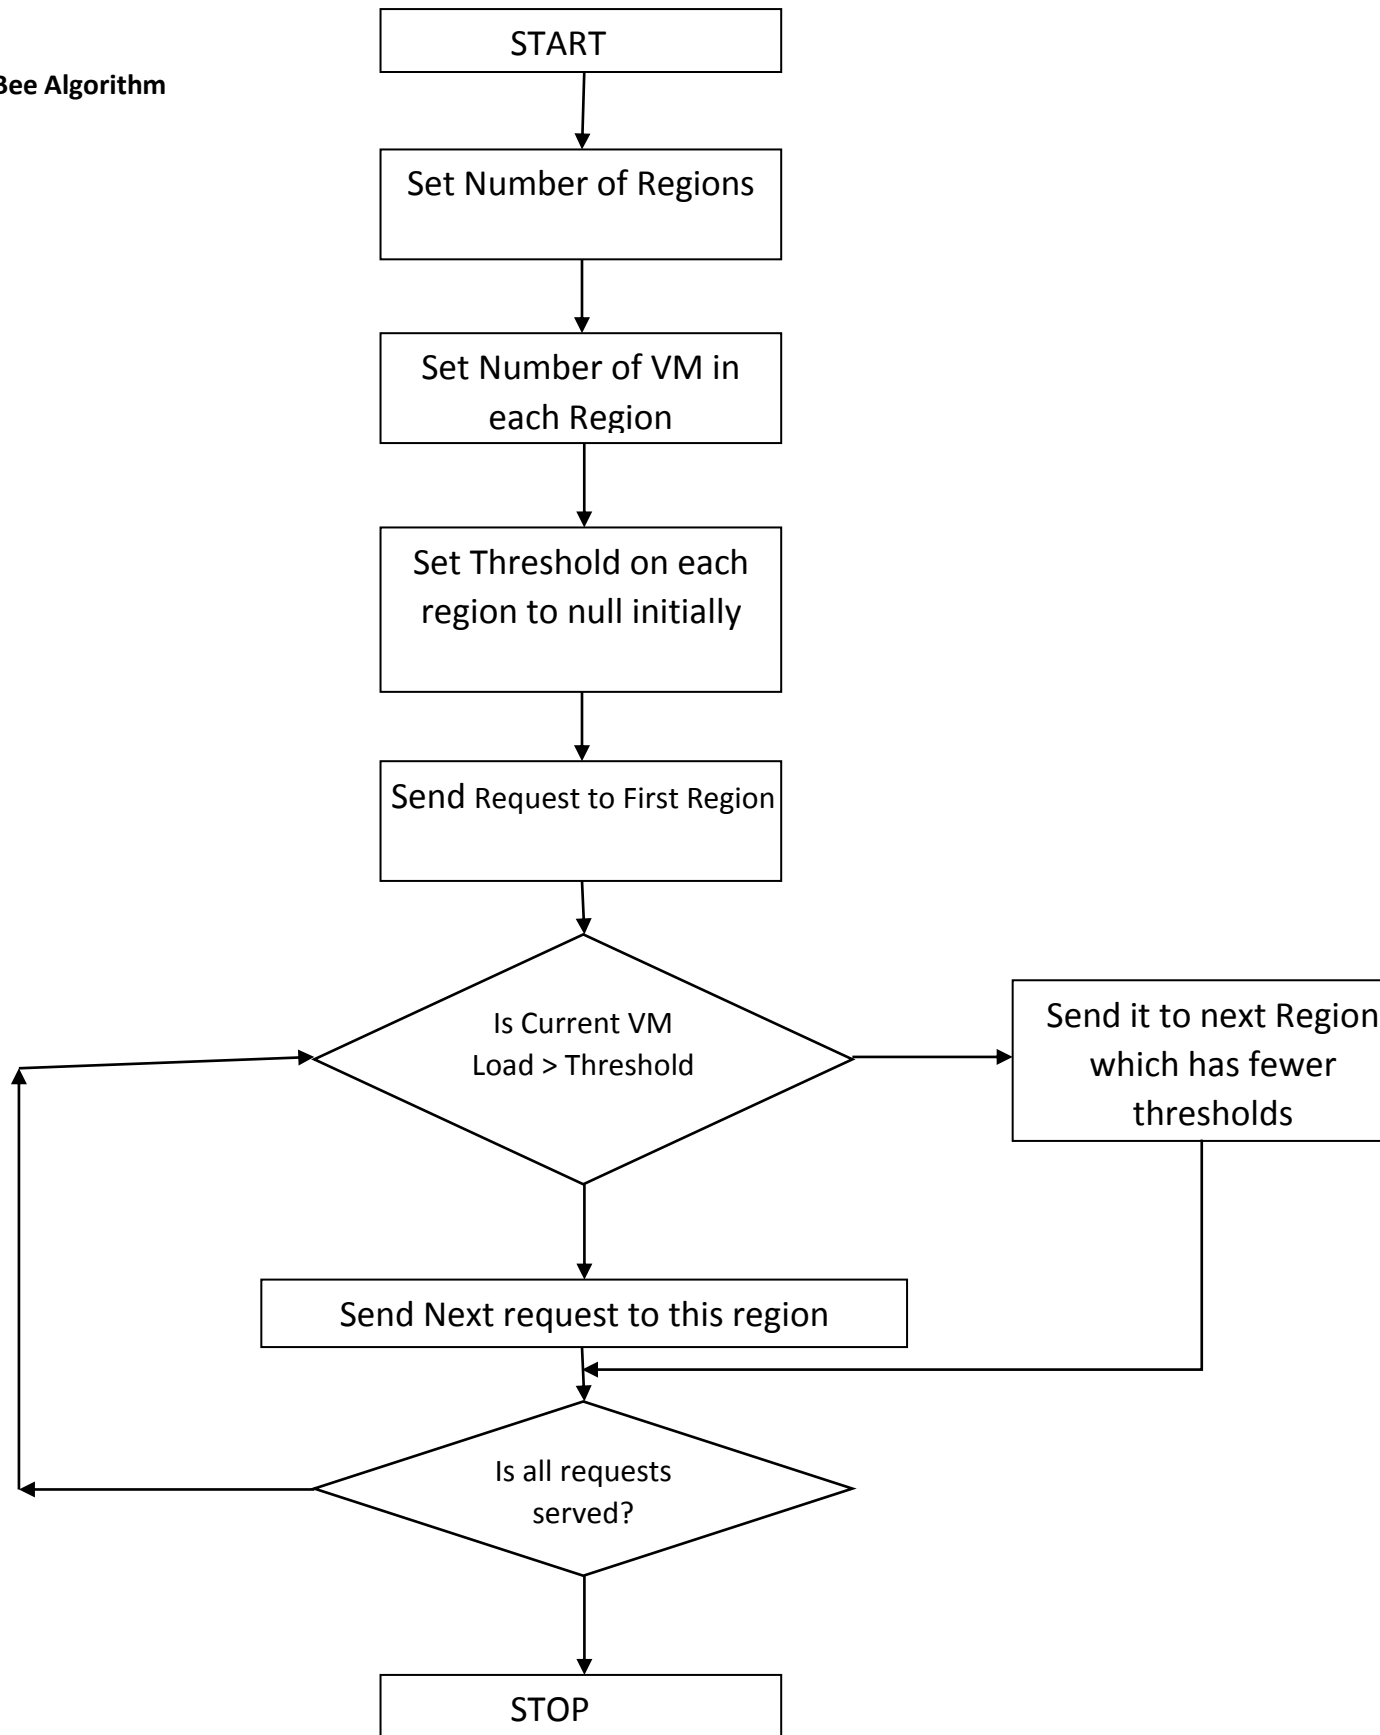 START
Bee Algorithm
Set Number of Regions
Set Number of VM in
each Region
Set Threshold on each
region to null initially
Send Request to First Region
Is Current VM
Load > Threshold
Send it to next Region
which has fewer
thresholds
Send Next request to this region
Is all requests
served?
STOP